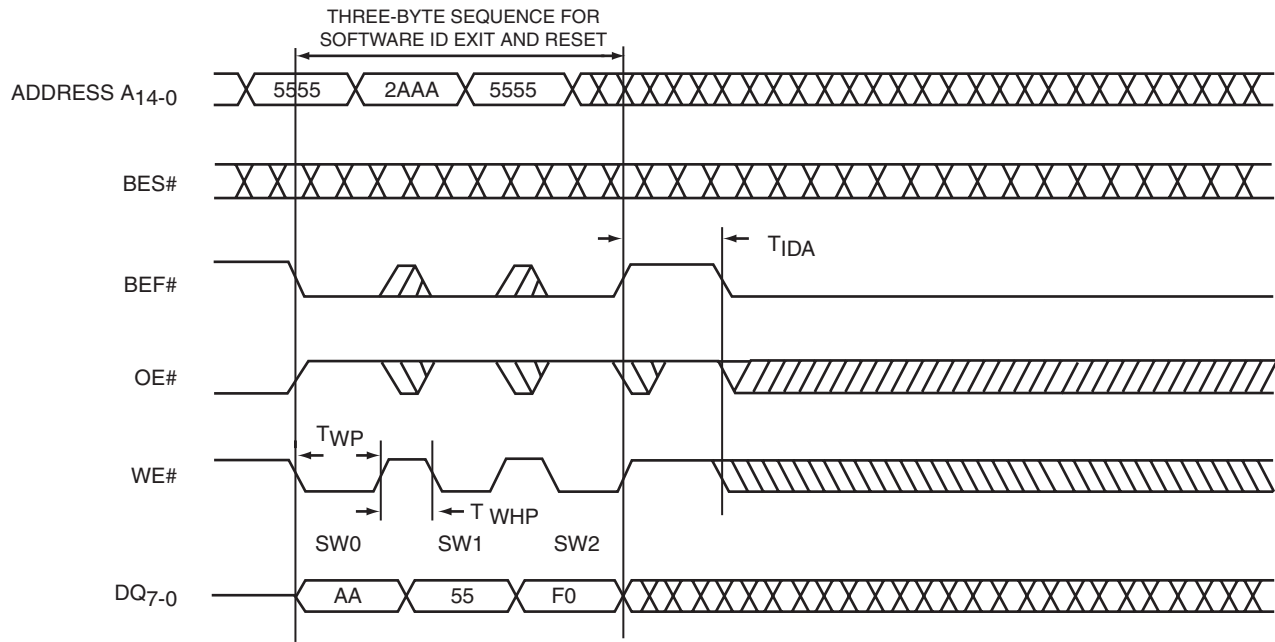 THREE-BYTE SEQUENCE FOR
SOFTWARE ID EXIT AND RESET
ADDRESS A14-0
5555
2AAA
5555
BES#
TIDA
BEF#
OE#
TWP
WE#
T WHP
SW0
SW1
SW2
DQ7-0
AA
55
F0